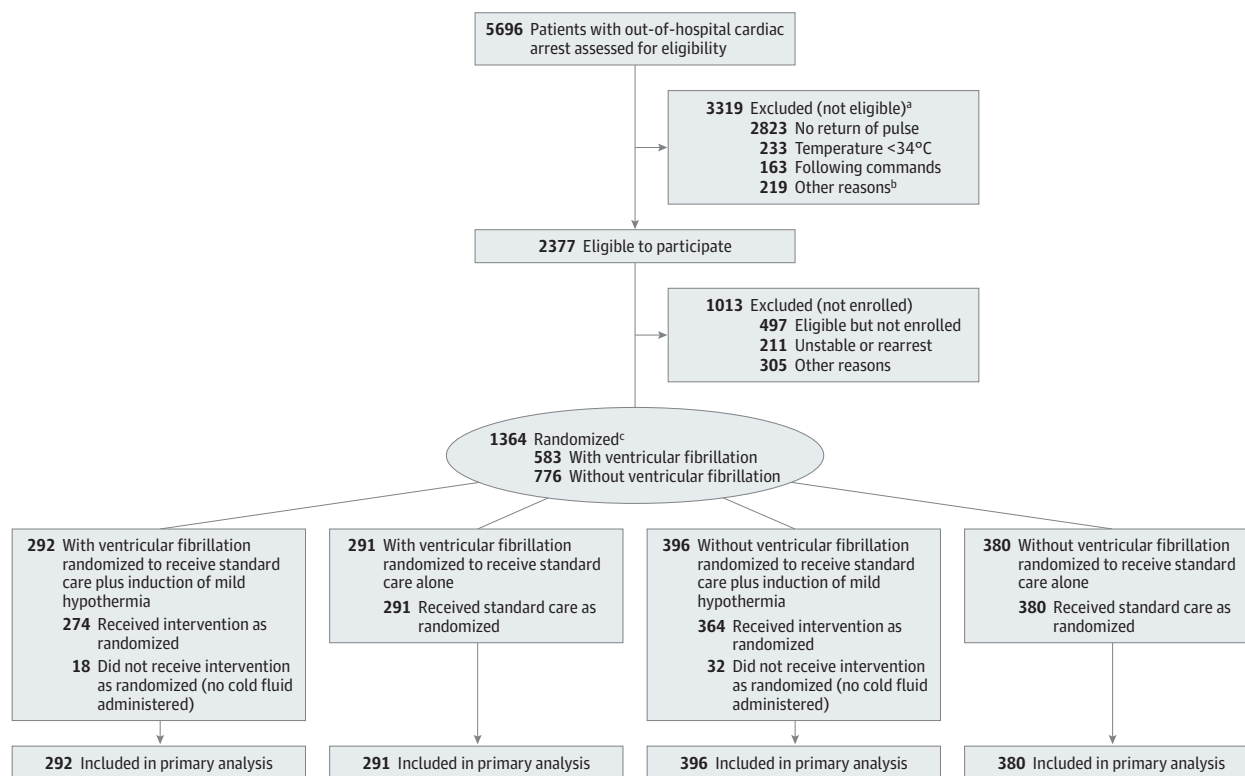 5696 Patients with out-of-hospital cardiac
arrest assessed for eligibility
3319 Excluded (not eligible)a
2823 No return of pulse
233 Temperature <34°C
163 Following commands
219 Other reasonsb
2377 Eligible to participate
1013 Excluded (not enrolled)
497 Eligible but not enrolled
211 Unstable or rearrest
305 Other reasons
1364 Randomizedc
583 With ventricular fibrillation
776 Without ventricular fibrillation
292 With ventricular fibrillation
randomized to receive standard
care plus induction of mild
hypothermia
274 Received intervention as
randomized
18 Did not receive intervention
as randomized (no cold fluid
administered)
291 With ventricular fibrillation
randomized to receive standard
care alone
291 Received standard care as
randomized
396 Without ventricular fibrillation
randomized to receive standard
care plus induction of mild
hypothermia
364 Received intervention as
randomized
32 Did not receive intervention
as randomized (no cold fluid
administered)
380 Without ventricular fibrillation
randomized to receive standard
care alone
380 Received standard care as
randomized
292 Included in primary analysis
291 Included in primary analysis
396 Included in primary analysis
380 Included in primary analysis